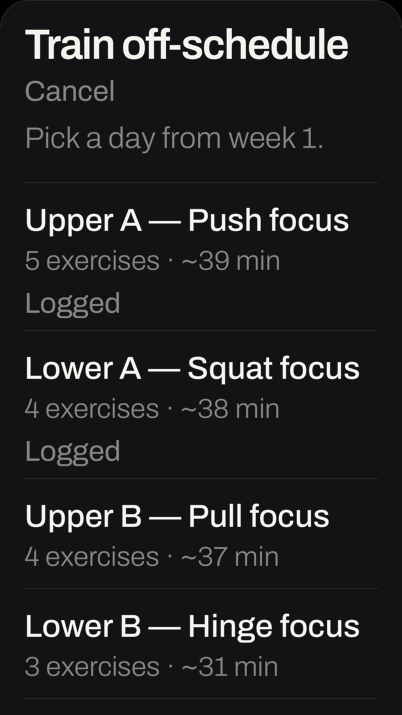 Train off-schedule
Cancel
Pick a day from week 1.
Upper A — Push focus
5 exercises · ~39 min
Logged
Lower A — Squat focus
4 exercises · ~38 min
Logged
Upper B — Pull focus
4 exercises · ~37 min
Lower B — Hinge focus
3 exercises · ~31 min